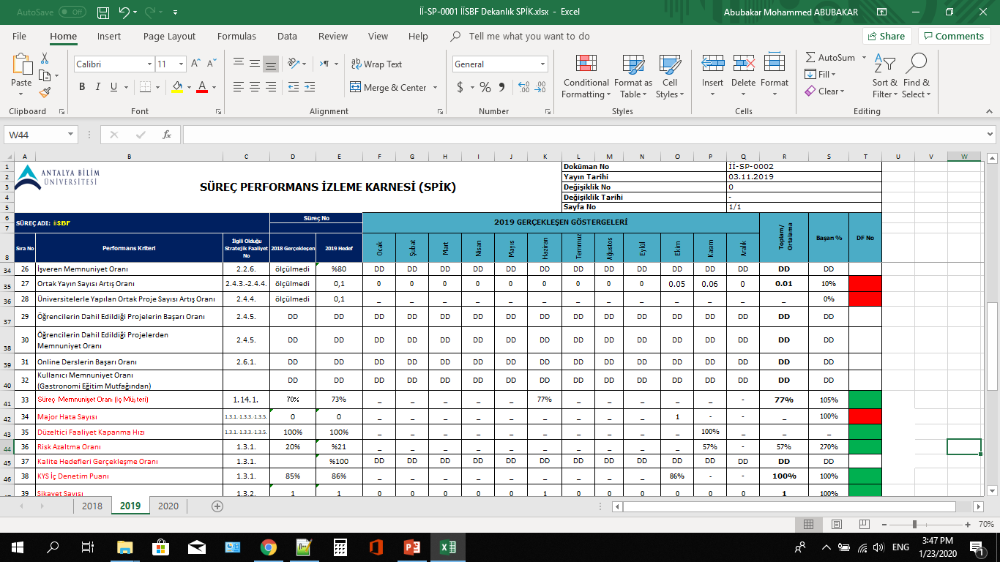 AutoSave Off İİ-SP-0001 İİSBF Dekanlık SPİK.xlsx - Excel Abubakar Mohammed ABUBAKAR
File Home Insert Page Layout Formulas Data Review View Help Tell me what you want to do Share Comments
Calibri 11 Wrap Text General AutoSum
Paste Fill
B I U Merge & Center $ % Conditional Formatting Format as Table Cell Styles Insert Delete Format Clear Sort & Filter Find & Select
Clipboard Font Alignment Number Styles Cells Editing
W44 fx
A B C D E F G H I J K L M N O P Q R S T U V W
ANTALYA BİLİM
ÜNİVERSİTESİ
SÜREÇ PERFORMANS İZLEME KARNESİ (SPİK)
1 Doküman No İİ-SP-0002
2 Yayın Tarihi 03.11.2019
3 Değişiklik No 0
4 Değişiklik Tarihi -
5 Sayfa No 1/1
6 SÜREÇ ADI: iiSBF Süreç No 2019 GERÇEKLEŞEN GÖSTERGELERİ Toplam/ Ortalama Başarı % DF No
7
8 Sıra No Performans Kriteri İlgili Olduğu Stratejik Faaliyet No 2018 Gerçekleşen 2019 Hedef Ocak Şubat Mart Nisan Mayıs Haziran Temmuz Ağustos Eylül Ekim Kasım Aralık
34 26 İşveren Memnuniyet Oranı 2.2.6. ölçülmedi %80 DD DD DD DD DD DD DD DD DD DD DD DD DD DD
35 27 Ortak Yayın Sayısı Artış Oranı 2.4.3.-2.4.4. ölçülmedi 0,1 0 0 0 0 0 0 0 0 0 0.05 0.06 0 0.01 10%
36 28 Üniversitelerle Yapılan Ortak Proje Sayısı Artış Oranı 2.4.4. ölçülmedi 0,1 _ _ _ _ _ _ _ _ _ _ _ _ _ 0%
37 29 Öğrencilerin Dahil Edildiği Projelerin Başarı Oranı 2.4.5. DD DD DD DD DD DD DD DD DD DD DD DD DD DD DD DD
38 30 Öğrencilerin Dahil Edildiği Projelerden
Memnuniyet Oranı 2.4.5. DD DD DD DD DD DD DD DD DD DD DD DD DD DD DD DD
39 31 Online Derslerin Başarı Oranı 2.6.1. DD DD DD DD DD DD DD DD DD DD DD DD DD DD DD DD
40 32 Kullanıcı Memnuniyet Oranı
(Gastronomi Eğitim Mutfağından) DD DD DD DD DD DD DD DD DD DD DD DD DD DD DD DD
41 33 Süreç Memnuniyet Oranı (İç Müşteri) 1.14.1. 70% 73% _ _ _ _ _ 77% _ _ _ _ _ - 77% 105%
42 34 Major Hata Sayısı 1.3.1. 1.3.3. 1.3.5. 0 0 _ _ _ _ _ _ _ _ _ 1 - - _ 100%
43 35 Düzeltici Faaliyet Kapanma Hızı 1.3.1. 1.3.3. 1.3.5. 100% 100% _ _ _ _ _ _ _ _ _ _ 100% _ _ _
44 36 Risk Azaltma Oranı 1.3.1. 20% %21 _ _ _ _ _ _ _ _ _ _ 57% - 57% 270%
45 37 Kalite Hedefleri Gerçekleşme Oranı 1.3.1. %100 DD DD DD DD DD DD DD DD DD DD DD DD DD DD
46 38 KYS İç Denetim Puanı 1.3.1. 85% 86% _ _ _ _ _ _ _ _ _ 86% - - 100% 100%
39 Şikayet Sayısı 1.3.2. 1 1 0 0 0 0 0 1 0 0 0 0 0 0 1 100%
2018 2019 2020
70%
ENG 3:47 PM
1/23/2020
1